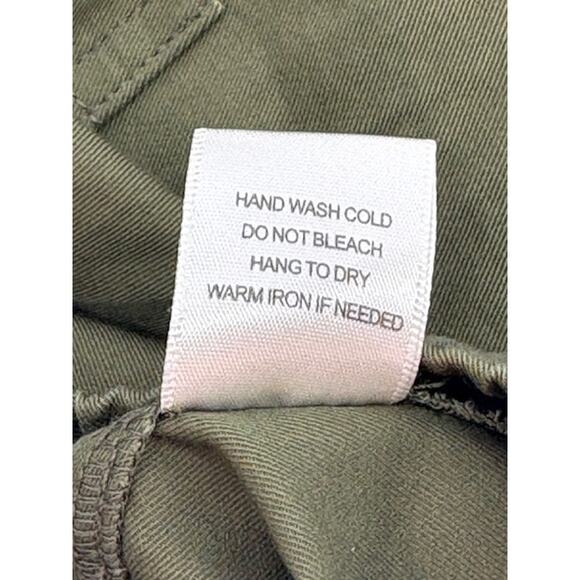 HAND WASH COLD
DO NOT BLEACH
HANG TO DRY
WARM IRON IF NEEDED